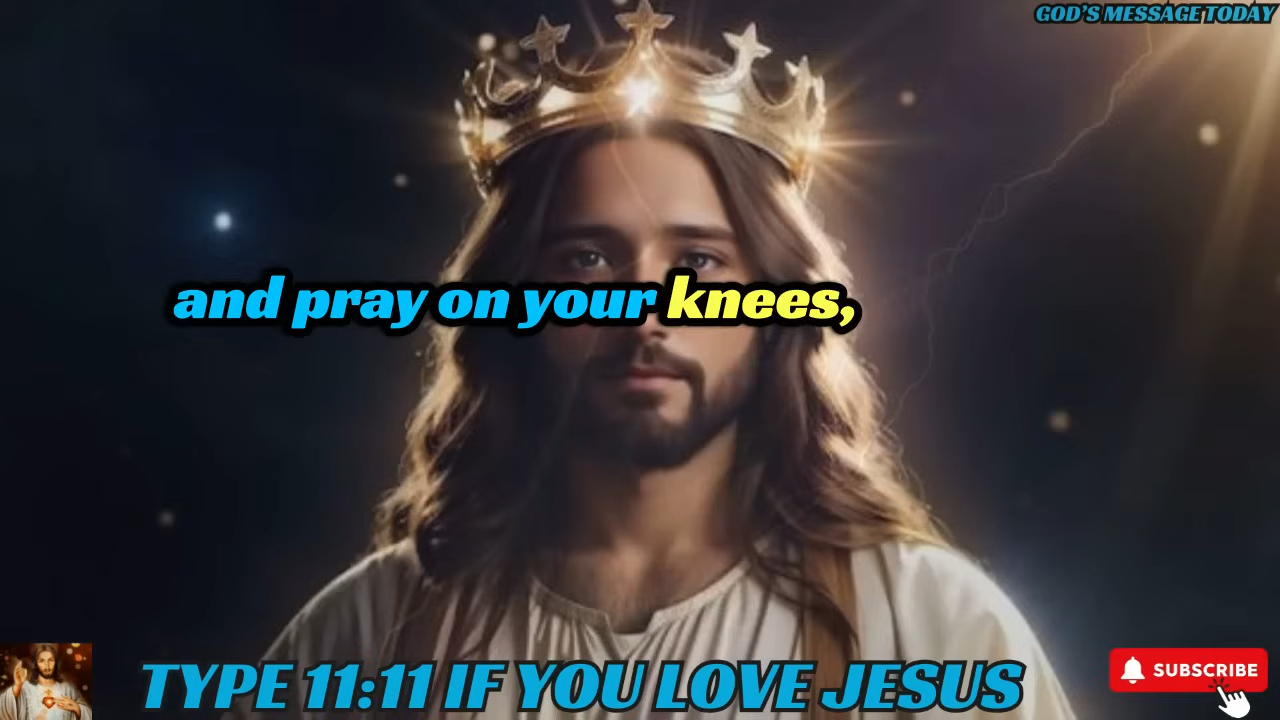 GOD'S MESSAGE TODAY
and pray on your knees,
TYPE 11:11 IF YOU LOVE JESUS
SUBSCRIBE